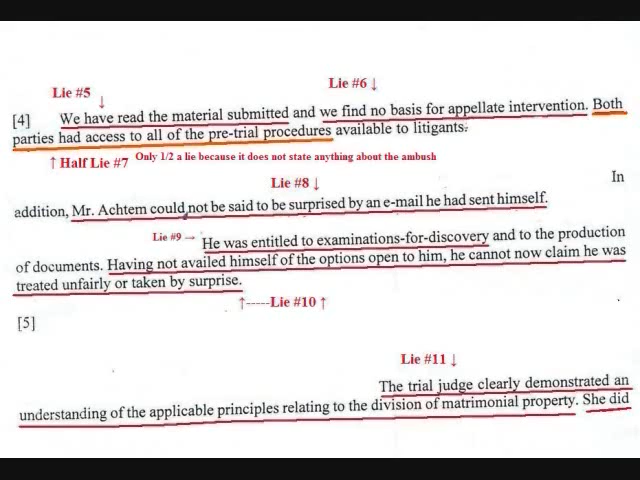 Lie #5
Lie #6 ↓
↓
[4] We have read the material submitted and we find no basis for appellate intervention. Both
parties had access to all of the pre-trial procedures available to litigants.
↑ Half Lie #7 Only 1/2 a lie because it does not state anything about the ambush
Lie #8 ↓
In
addition, Mr. Achtem could not be said to be surprised by an e-mail he had sent himself.
Lie #9 →
He was entitled to examinations-for-discovery and to the production
of documents. Having not availed himself of the options open to him, he cannot now claim he was
treated unfairly or taken by surprise.
↑-----Lie #10 ↑
[5]
Lie #11 ↓
The trial judge clearly demonstrated an
understanding of the applicable principles relating to the division of matrimonial property. She did